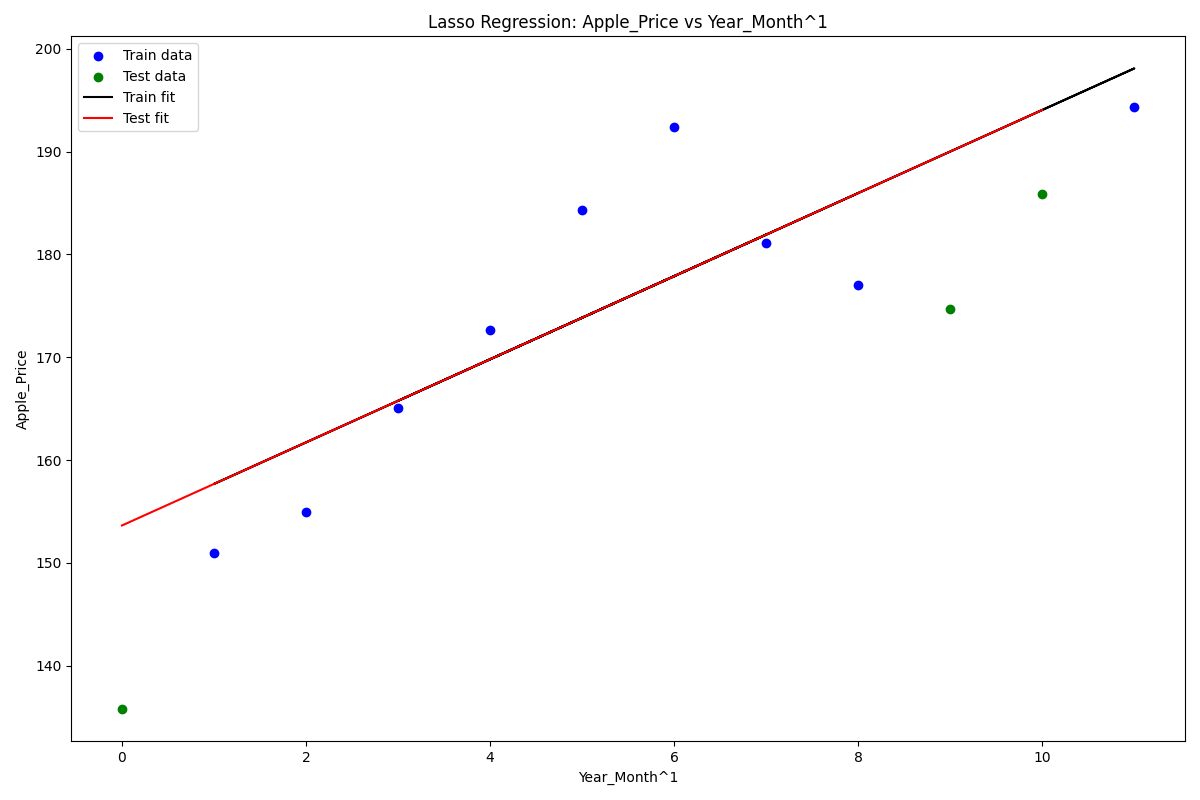 Lasso Regression: Apple_Price vs Year_Month^1
Train data
Test data
Train fit
Test fit
200
190
180
170
160
150
140
Apple_Price
0 2 4 6 8 10
Year_Month^1